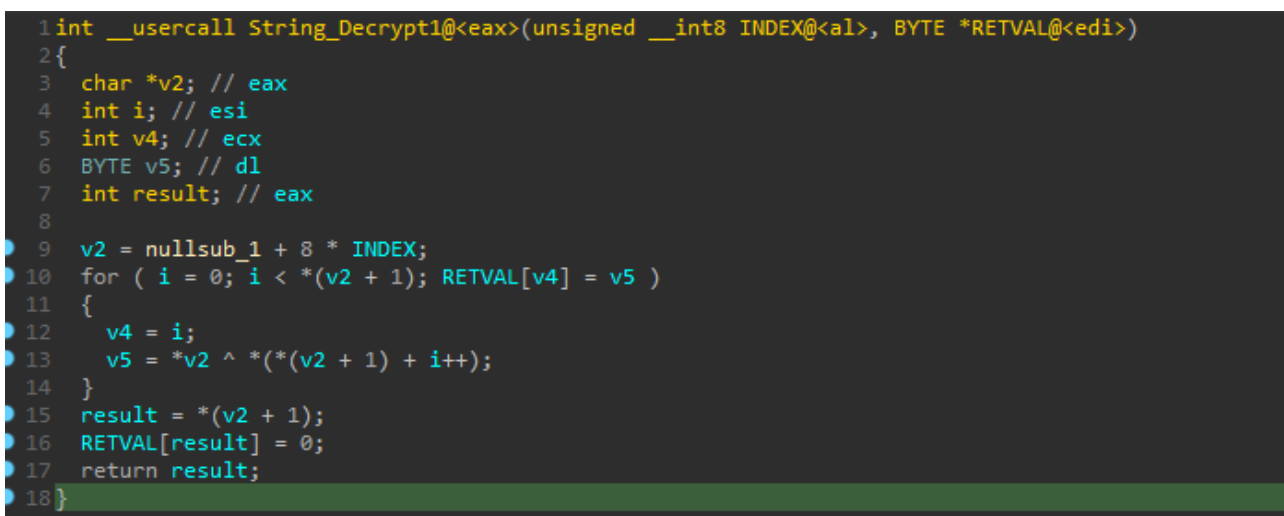 1 int __usercall String_Decrypt1@<eax>(unsigned __int8 INDEX@<al>, BYTE *RETVAL@<edi>)
2 {
3   char *v2; // eax
4   int i; // esi
5   int v4; // ecx
6   BYTE v5; // dl
7   int result; // eax
8
9   v2 = nullsub_1 + 8 * INDEX;
10   for ( i = 0; i < *(v2 + 1); RETVAL[v4] = v5 )
11   {
12     v4 = i;
13     v5 = *v2 ^ *(*(v2 + 1) + i++);
14   }
15   result = *(v2 + 1);
16   RETVAL[result] = 0;
17   return result;
18 }